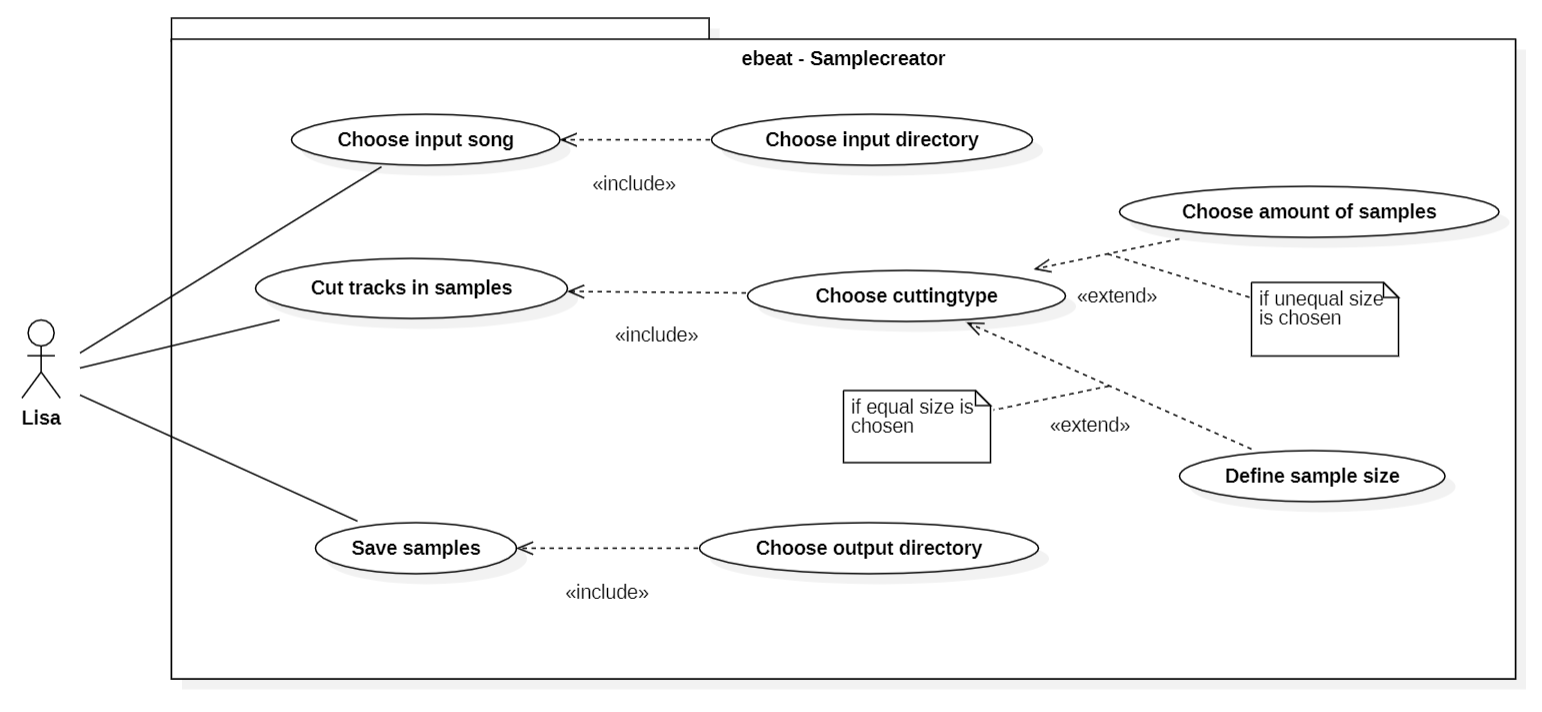 ebeat - Samplecreator
Choose input song
Choose input directory
«include»
Choose amount of samples
Cut tracks in samples
Choose cuttingtype
«extend»
if unequal size
is chosen
«include»
Lisa
if equal size is
chosen
«extend»
Define sample size
Save samples
Choose output directory
«include»